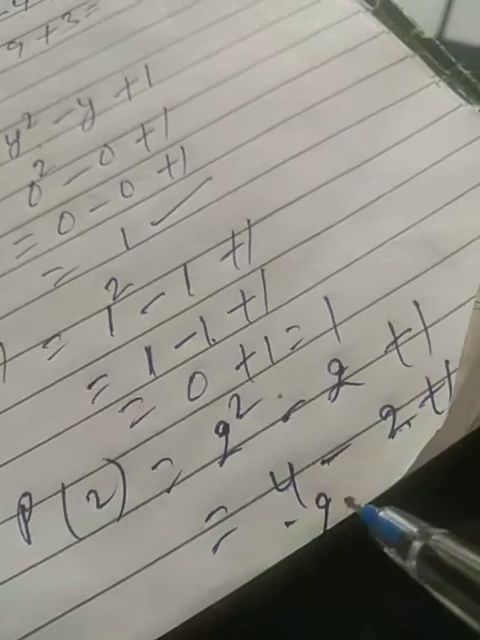 9+3=
y² - y + 1
0² - 0 + 1
= 0 - 0 + 1
= 1 ✓
= 1² - 1 + 1
= 1 - 1 + 1
= 0 + 1 = 1
P(2) = 2² - 2 + 1
= 4 - 2 + 1